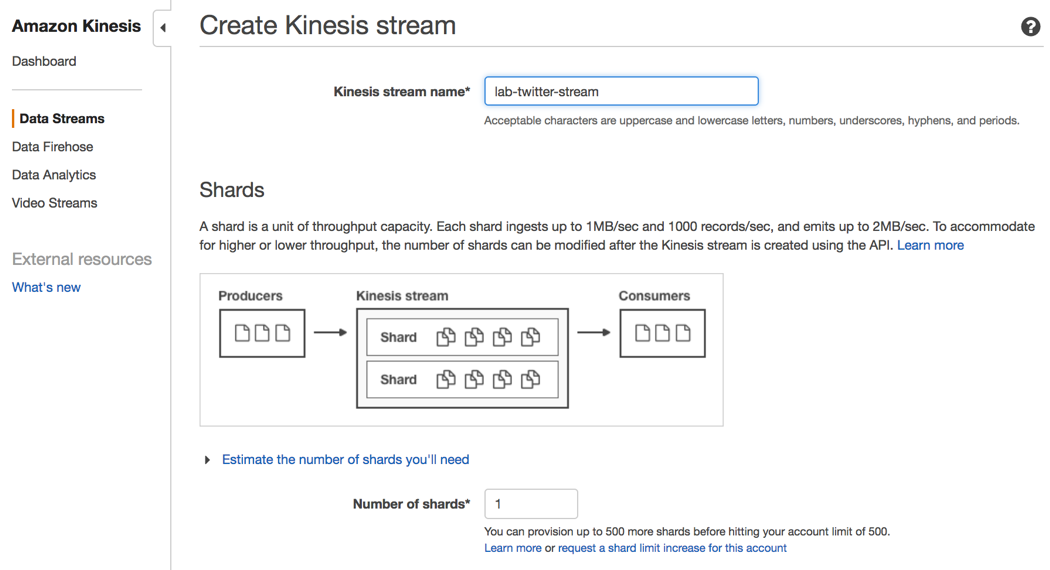 Amazon Kinesis
Dashboard
Data Streams
Data Firehose
Data Analytics
Video Streams
External resources
What's new
Create Kinesis stream
Kinesis stream name*
lab-twitter-stream
Acceptable characters are uppercase and lowercase letters, numbers, underscores, hyphens, and periods.
Shards
A shard is a unit of throughput capacity. Each shard ingests up to 1MB/sec and 1000 records/sec, and emits up to 2MB/sec. To accommodate
for higher or lower throughput, the number of shards can be modified after the Kinesis stream is created using the API. Learn more
Producers
Kinesis stream
Consumers
Shard
Shard
Estimate the number of shards you'll need
Number of shards*
1
You can provision up to 500 more shards before hitting your account limit of 500.
Learn more or request a shard limit increase for this account